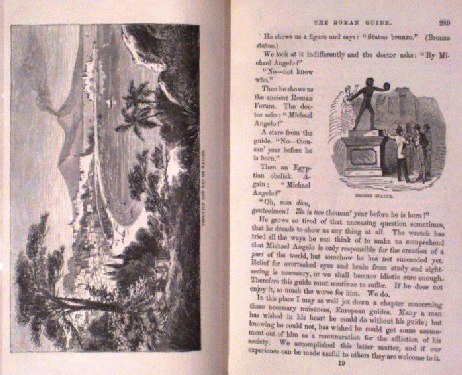 THE ROMAN GUIDE. 289
He shows us a figure and says: "Statoo brunzo." (Bronze
statue.)
We look at it indifferently and the doctor asks: "By Mi-
chael Angelo?"
"No—not know
who."
Then he shows us
the ancient Roman
Forum. The doc-
tor asks: "Michael
Angelo?"
A stare from the
guide. "No—thou-
san' year before he
is born."
Then an Egyp-
tian obelisk. A-
gain: "Michael
Angelo?"
"Oh, mon dieu,
genteelmen! Zis is two thousan' year before he is born!"
He grows so tired of that unceasing question sometimes,
that he dreads to show us any thing at all. The wretch has
tried all the ways he can think of to make us comprehend
that Michael Angelo is only responsible for the creation of a
part of the world, but somehow he has not succeeded yet.
Relief for overtasked eyes and brain from study and sight-
seeing is necessary, or we shall become idiotic sure enough.
Therefore this guide must continue to suffer. If he does not
enjoy it, so much the worse for him. We do.
In this place I may as well jot down a chapter concerning
those necessary nuisances, European guides. Many a man
has wished in his heart he could do without his guide; but
knowing he could not, has wished he could get some amuse-
ment out of him as a remuneration for the affliction of his
society. We accomplished this latter matter, and if our
experience can be made useful to others they are welcome to it.
19
BRONZE STATUE.
VESUVIUS AND BAY OF NAPLES